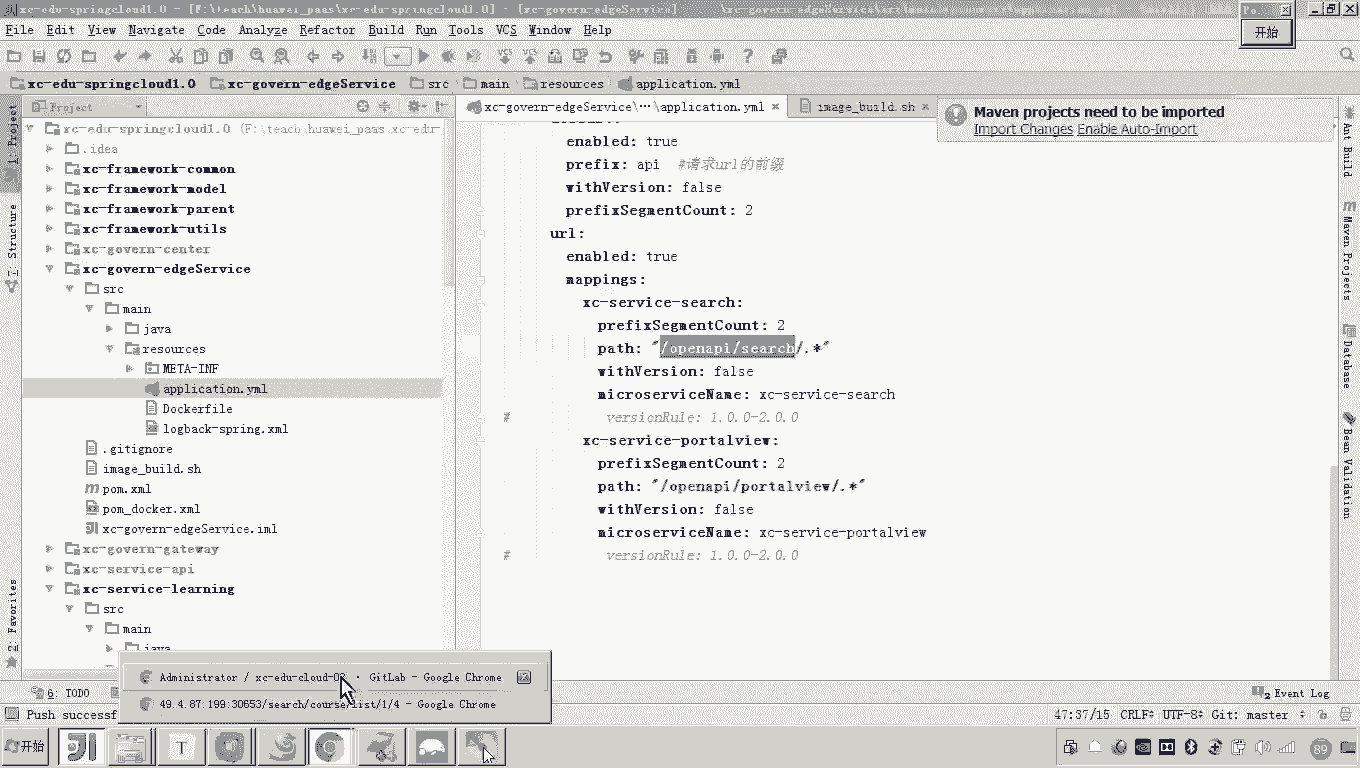 xc-edu-springcloud1.0 - [F:\teach\huawei_paas\xc-edu-springcloud1.0] - [xc-govern-edgeService]
File Edit View Navigate Code Analyze Refactor Build Run Tools VCS Window Help
开始
xc-edu-springcloud1.0 xc-govern-edgeService src main resources application.yml
Project
xc-govern-edgeService\...\application.yml
image_build.sh
Maven projects need to be imported
Import Changes Enable Auto-Import
xc-edu-springcloud1.0 (F:\teach\huawei_paas\xc-edu-
.idea
xc-framework-common
xc-framework-model
xc-framework-parent
xc-framework-utils
xc-govern-center
xc-govern-edgeService
src
main
java
resources
META-INF
application.yml
Dockerfile
logback-spring.xml
.gitignore
image_build.sh
pom.xml
pom_docker.xml
xc-govern-edgeService.iml
xc-govern-gateway
xc-service-api
xc-service-learning
src
main
java
enabled: true
prefix: api #请求url的前缀
withVersion: false
prefixSegmentCount: 2
url:
enabled: true
mappings:
xc-service-search:
prefixSegmentCount: 2
path: "/openapi/search/.*"
withVersion: false
microserviceName: xc-service-search
# versionRule: 1.0.0-2.0.0
xc-service-portalview:
prefixSegmentCount: 2
path: "/openapi/portalview/.*"
withVersion: false
microserviceName: xc-service-portalview
# versionRule: 1.0.0-2.0.0
1: Project
7: Structure
2: Favorites
Ant Build
Maven Projects
Database
Bean Validation
Administrator / xc-edu-cloud-0 · GitLab - Google Chrome
49.4.87.199:30653/search/course/list/1/4 - Google Chrome
6: TODO
2 Event Log
Push successf
47:37/15 CRLF UTF-8 Git: master
开始
89